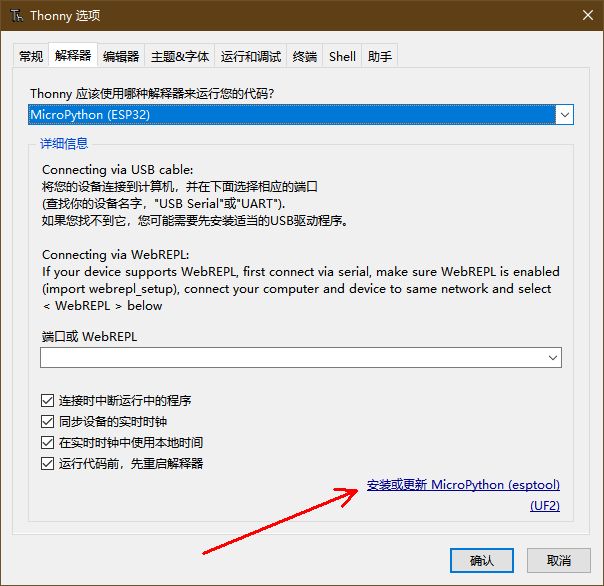 Thonny 选项
常规 解释器 编辑器 主题&字体 运行和调试 终端 Shell 助手
Thonny 应该使用哪种解释器来运行您的代码?
MicroPython (ESP32)
详细信息
Connecting via USB cable:
将您的设备连接到计算机，并在下面选择相应的端口
(查找你的设备名字，"USB Serial"或"UART").
如果您找不到它，您可能需要先安装适当的USB驱动程序。
Connecting via WebREPL:
If your device supports WebREPL, first connect via serial, make sure WebREPL is enabled
(import webrepl_setup), connect your computer and device to same network and select
< WebREPL > below
端口或 WebREPL
连接时中断运行中的程序
同步设备的实时时钟
在实时时钟中使用本地时间
运行代码前，先重启解释器
安装或更新 MicroPython (esptool)
(UF2)
确认 取消